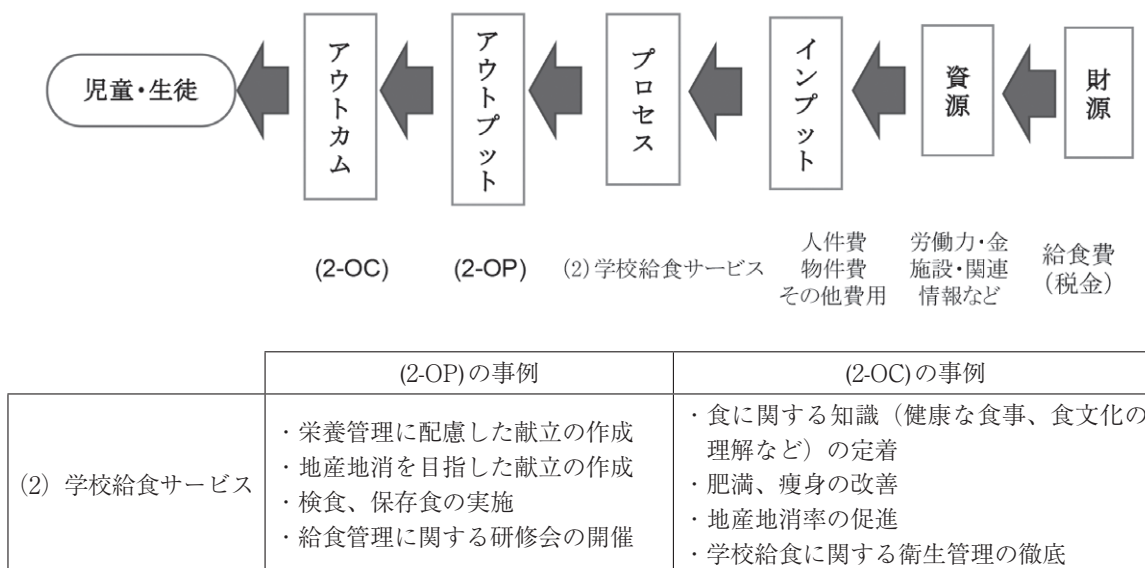 児童・生徒
アウトカム
アウトプット
プロセス
インプット
資源
財源
(2-OC)
(2-OP)
(2) 学校給食サービス
人件費
物件費
その他費用
労働力・金
施設・関連
情報など
給食費
（税金）
(2-OP)の事例
(2-OC)の事例
(2) 学校給食サービス
・栄養管理に配慮した献立の作成
・地産地消を目指した献立の作成
・検食、保存食の実施
・給食管理に関する研修会の開催
・食に関する知識（健康な食事、食文化の
理解など）の定着
・肥満、痩身の改善
・地産地消率の促進
・学校給食に関する衛生管理の徹底